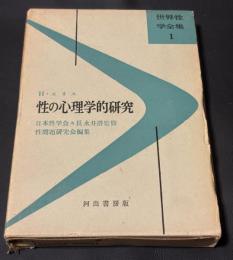 世界性
学全集
1
H・エリス
性の心理学的研究
日本性学会々長永井潜監修
性問題研究会編集
河出書房版